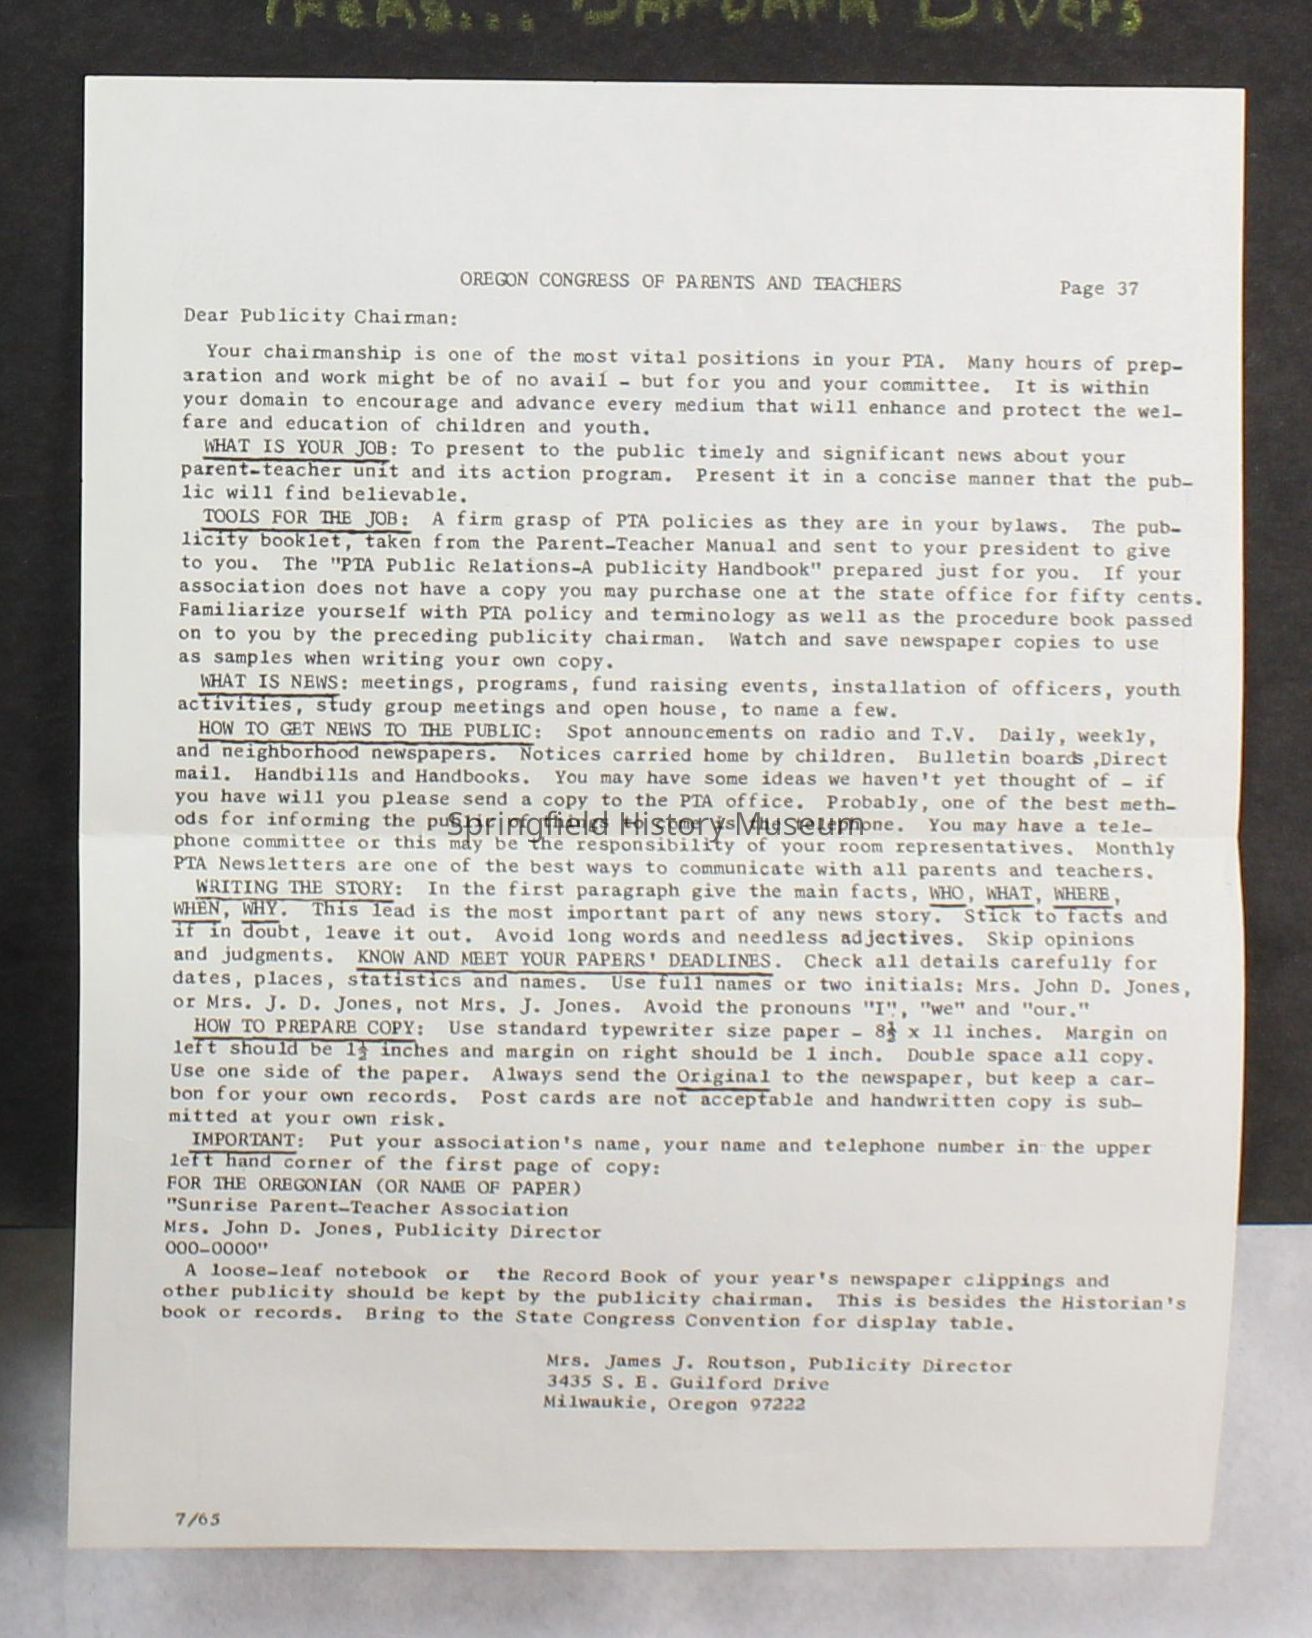 Barbara Divers
OREGON CONGRESS OF PARENTS AND TEACHERS Page 37
Dear Publicity Chairman:
Your chairmanship is one of the most vital positions in your PTA. Many hours of prep-
aration and work might be of no avail - but for you and your committee. It is within
your domain to encourage and advance every medium that will enhance and protect the wel-
fare and education of children and youth.
WHAT IS YOUR JOB: To present to the public timely and significant news about your
parent-teacher unit and its action program. Present it in a concise manner that the pub-
lic will find believable.
TOOLS FOR THE JOB: A firm grasp of PTA policies as they are in your bylaws. The pub-
licity booklet, taken from the Parent-Teacher Manual and sent to your president to give
to you. The "PTA Public Relations-A publicity Handbook" prepared just for you. If your
association does not have a copy you may purchase one at the state office for fifty cents.
Familiarize yourself with PTA policy and terminology as well as the procedure book passed
on to you by the preceding publicity chairman. Watch and save newspaper copies to use
as samples when writing your own copy.
WHAT IS NEWS: meetings, programs, fund raising events, installation of officers, youth
activities, study group meetings and open house, to name a few.
HOW TO GET NEWS TO THE PUBLIC: Spot announcements on radio and T.V. Daily, weekly,
and neighborhood newspapers. Notices carried home by children. Bulletin boards ,Direct
mail. Handbills and Handbooks. You may have some ideas we haven't yet thought of - if
you have will you please send a copy to the PTA office. Probably, one of the best meth-
ods for informing the public of things to come is the telephone. You may have a tele-
Springfield History Museum
phone committee or this may be the responsibility of your room representatives. Monthly
PTA Newsletters are one of the best ways to communicate with all parents and teachers.
WRITING THE STORY: In the first paragraph give the main facts, WHO, WHAT, WHERE,
WHEN, WHY. This lead is the most important part of any news story. Stick to facts and
if in doubt, leave it out. Avoid long words and needless adjectives. Skip opinions
and judgments. KNOW AND MEET YOUR PAPERS' DEADLINES. Check all details carefully for
dates, places, statistics and names. Use full names or two initials: Mrs. John D. Jones,
or Mrs. J. D. Jones, not Mrs. J. Jones. Avoid the pronouns "I", "we" and "our."
HOW TO PREPARE COPY: Use standard typewriter size paper - 8½ x 11 inches. Margin on
left should be 1½ inches and margin on right should be 1 inch. Double space all copy.
Use one side of the paper. Always send the Original to the newspaper, but keep a car-
bon for your own records. Post cards are not acceptable and handwritten copy is sub-
mitted at your own risk.
IMPORTANT: Put your association's name, your name and telephone number in the upper
left hand corner of the first page of copy:
FOR THE OREGONIAN (OR NAME OF PAPER)
"Sunrise Parent-Teacher Association
Mrs. John D. Jones, Publicity Director
000-0000"
A loose-leaf notebook or the Record Book of your year's newspaper clippings and
other publicity should be kept by the publicity chairman. This is besides the Historian's
book or records. Bring to the State Congress Convention for display table.
Mrs. James J. Routson, Publicity Director
3435 S. E. Guilford Drive
Milwaukie, Oregon 97222
7/65